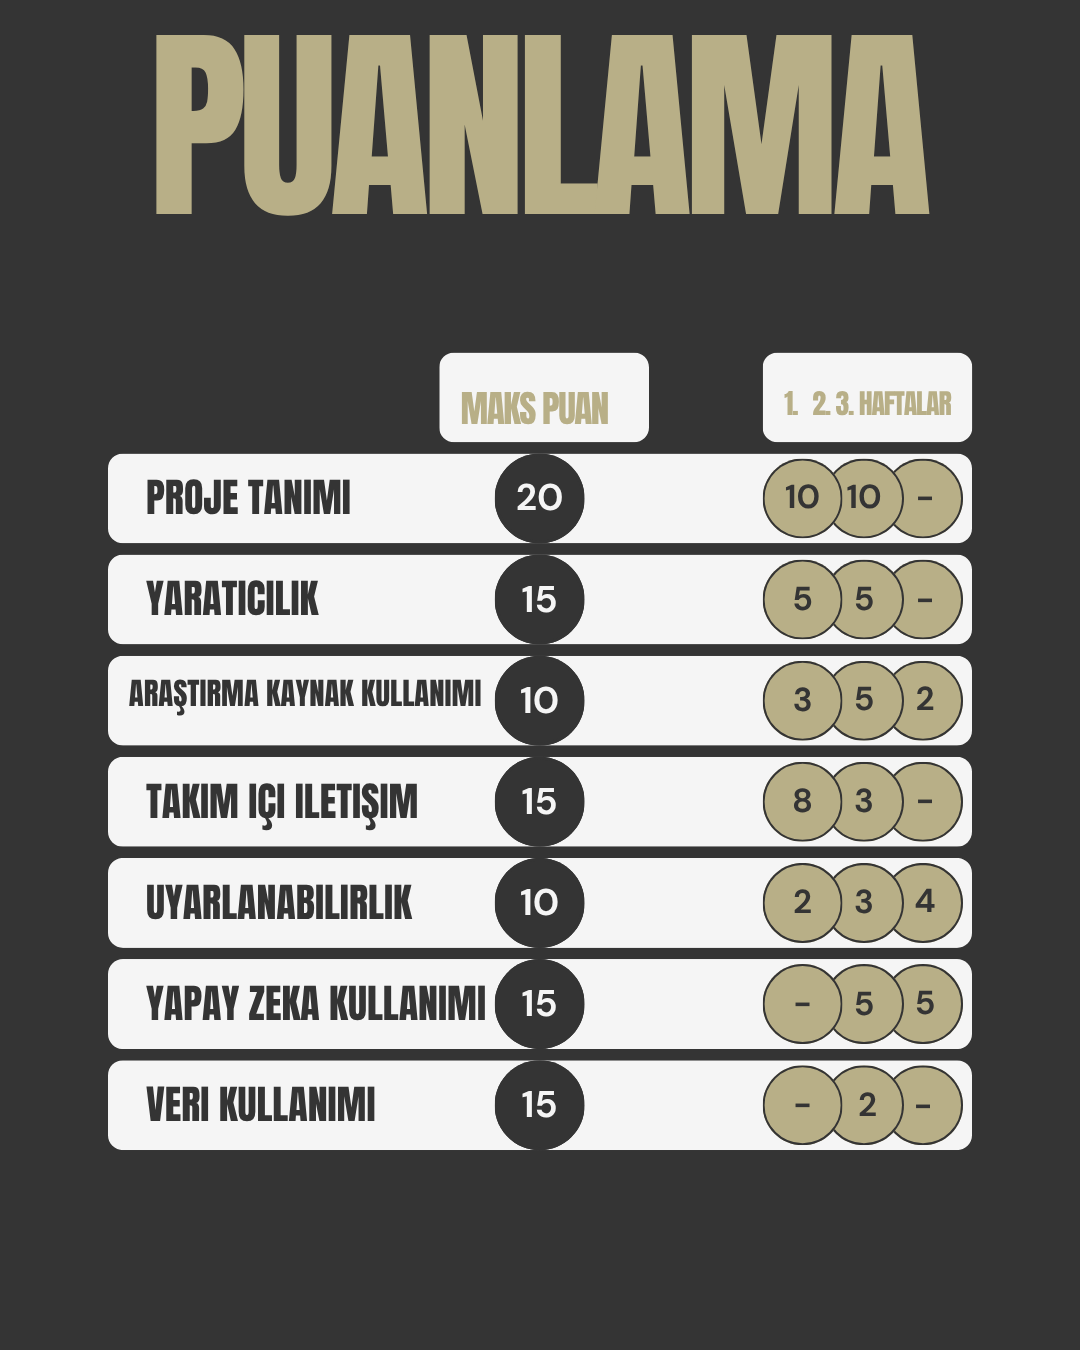 PUANLAMA
MAKS PUAN
1. 2. 3. HAFTALAR
PROJE TANIMI 20 10 10 -
YARATICILIK 15 5 5 -
ARAŞTIRMA KAYNAK KULLANIMI 10 3 5 2
TAKIM IÇI ILETIŞIM 15 8 3 -
UYARLANABILIRLIK 10 2 3 4
YAPAY ZEKA KULLANIMI 15 - 5 5
VERI KULLANIMI 15 - 2 -